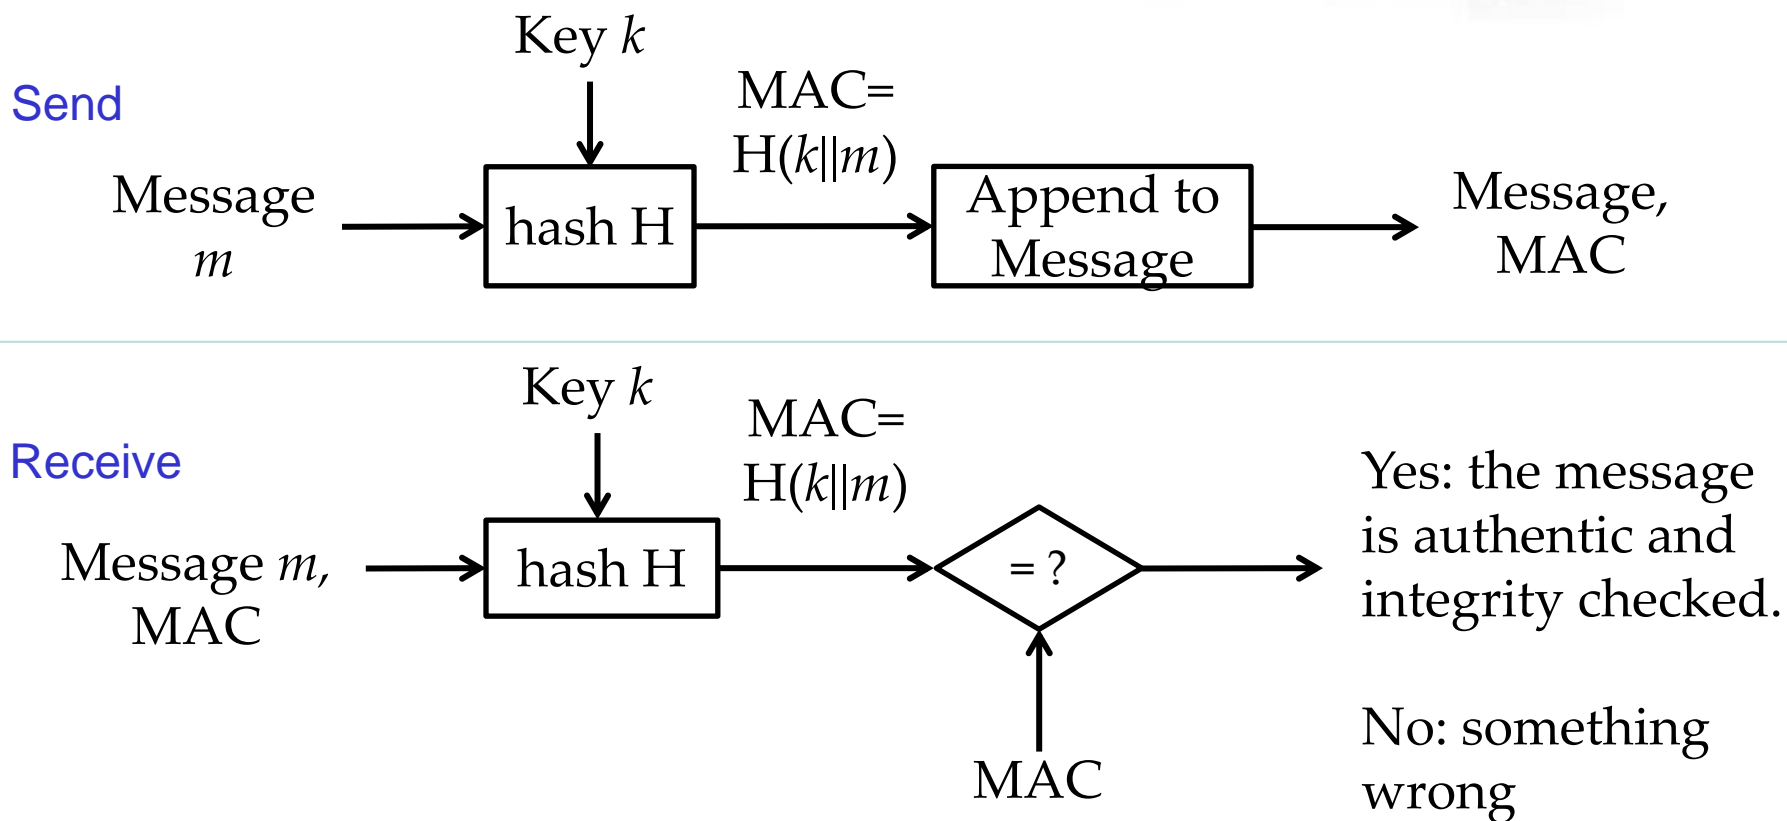 Send
Key k
MAC=
H(k||m)
Message
m
hash H
Append to
Message
Message,
MAC
Receive
Key k
MAC=
H(k||m)
Message m,
MAC
hash H
= ?
MAC
Yes: the message
is authentic and
integrity checked.
No: something
wrong